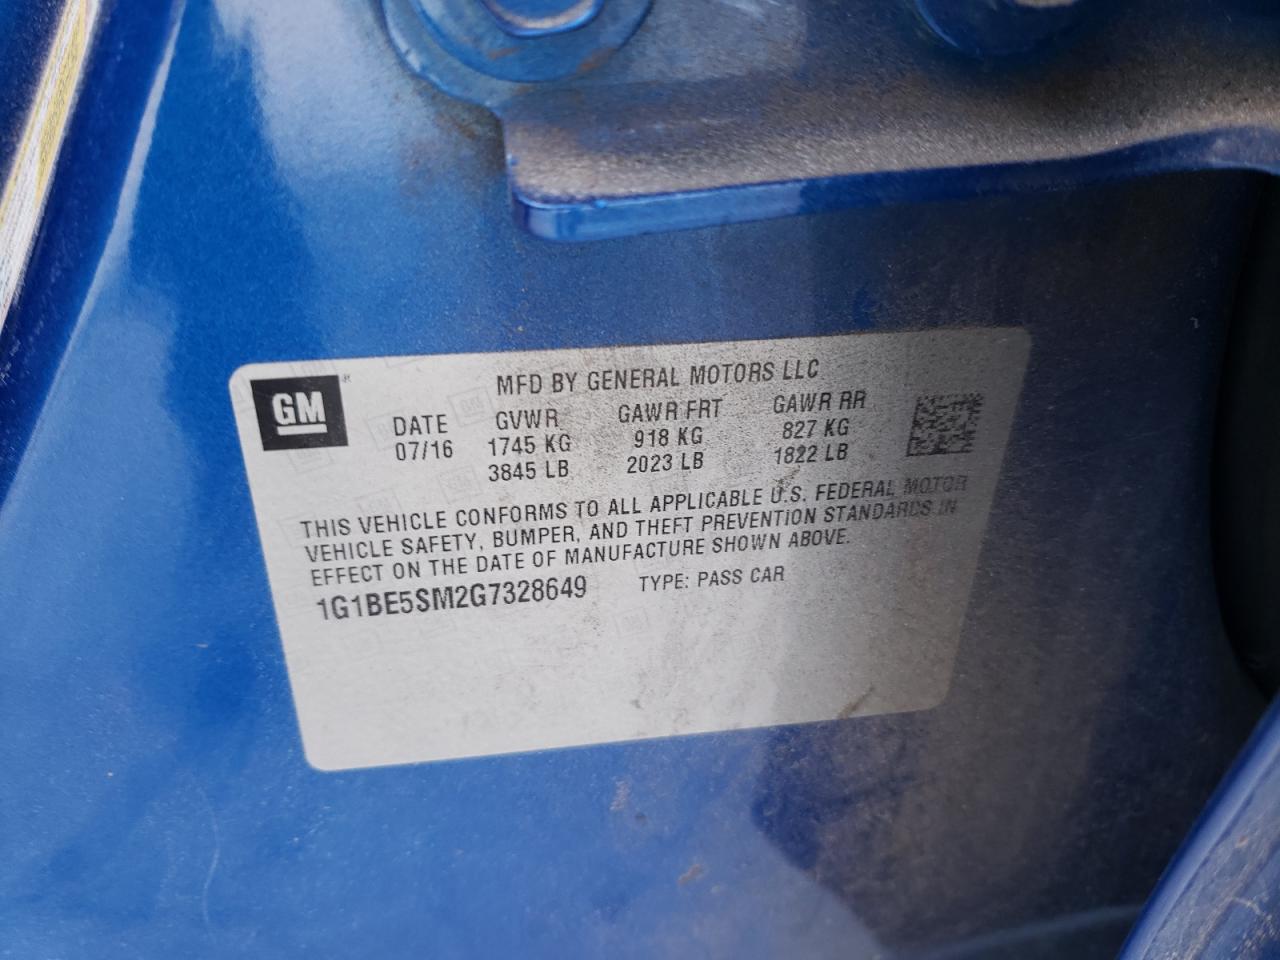 GM
MFD BY GENERAL MOTORS LLC
DATE GVWR GAWR FRT GAWR RR
07/16 1745 KG 918 KG 827 KG
3845 LB 2023 LB 1822 LB
THIS VEHICLE CONFORMS TO ALL APPLICABLE U.S. FEDERAL MOTOR
VEHICLE SAFETY, BUMPER, AND THEFT PREVENTION STANDARDS IN
EFFECT ON THE DATE OF MANUFACTURE SHOWN ABOVE.
1G1BE5SM2G7328649 TYPE: PASS CAR